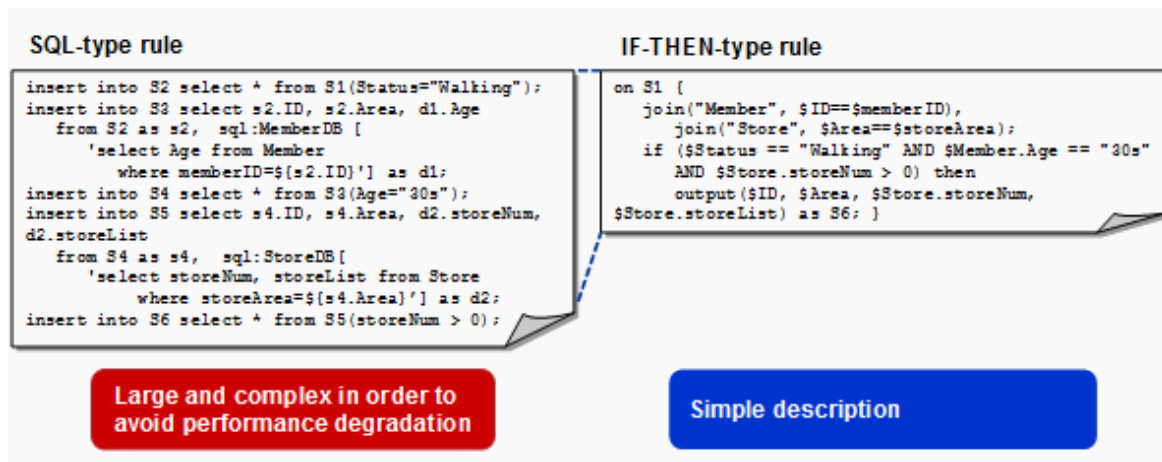 SQL-type rule
insert into S2 select * from S1(Status="Walking");
insert into S3 select s2.ID, s2.Area, d1.Age
from S2 as s2, sql:MemberDB [
'select Age from Member
where memberID=${s2.ID}'] as d1;
insert into S4 select * from S3(Age="30s");
insert into S5 select s4.ID, s4.Area, d2.storeNum,
d2.storeList
from S4 as s4, sql:StoreDB[
'select storeNum, storeList from Store
where storeArea=${s4.Area}'] as d2;
insert into S6 select * from S5(storeNum > 0);
Large and complex in order to
avoid performance degradation
IF-THEN-type rule
on S1 {
join("Member", $ID==$memberID),
join("Store", $Area==$storeArea);
if ($Status == "Walking" AND $Member.Age == "30s"
AND $Store.storeNum > 0) then
output($ID, $Area, $Store.storeNum,
$Store.storeList) as S6; }
Simple description